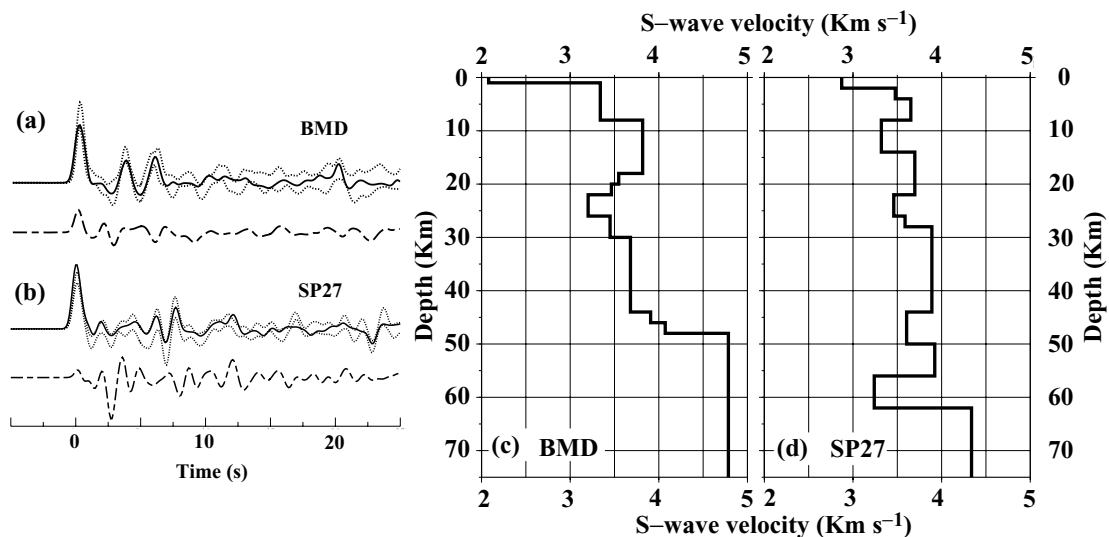 S–wave velocity (Km s–1)
2 3 4 5 2 3 4 5
(a) BMD
(b) SP27
0 10 20
Time (s)
Depth (Km)
0
10
20
30
40
50
60
70
(c) BMD
(d) SP27
0
10
20
30
40
50
60
70
Depth (Km)
2 3 4 5 2 3 4 5
S–wave velocity (Km s–1)